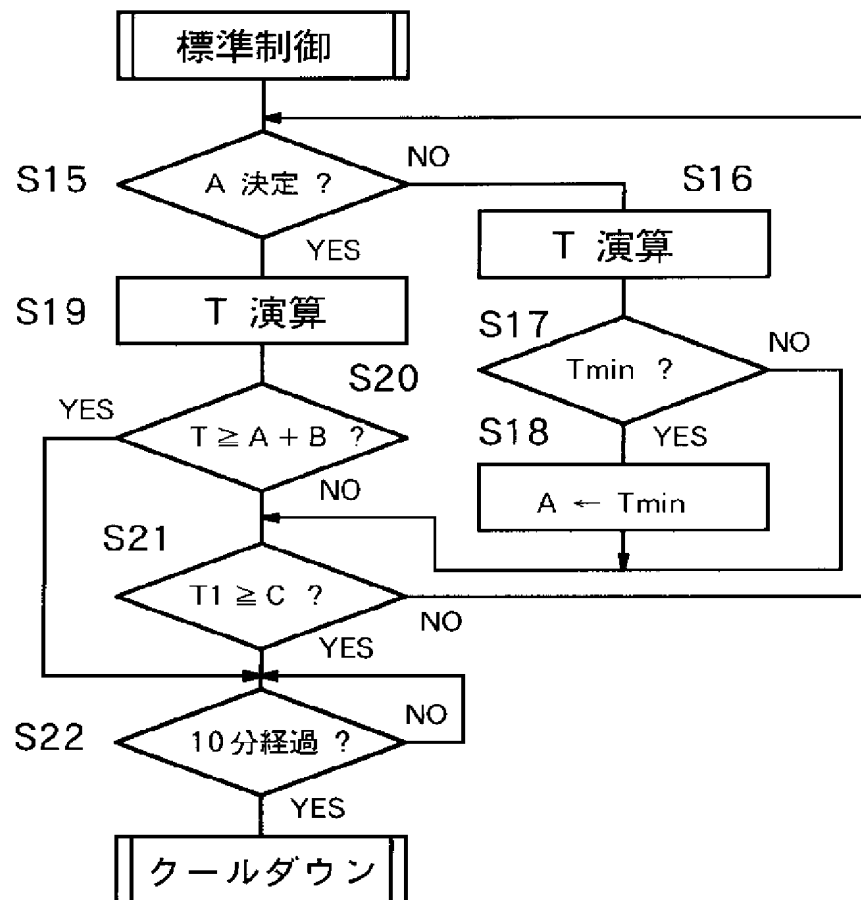 標準制御
S15
A 決定 ?
NO
YES
S16
T 演算
S19
T 演算
S17
Tmin ?
NO
YES
S20
YES
T ≧ A + B ?
NO
S18
A ← Tmin
S21
T1 ≧ C ?
NO
YES
S22
10分経過 ?
NO
YES
クールダウン